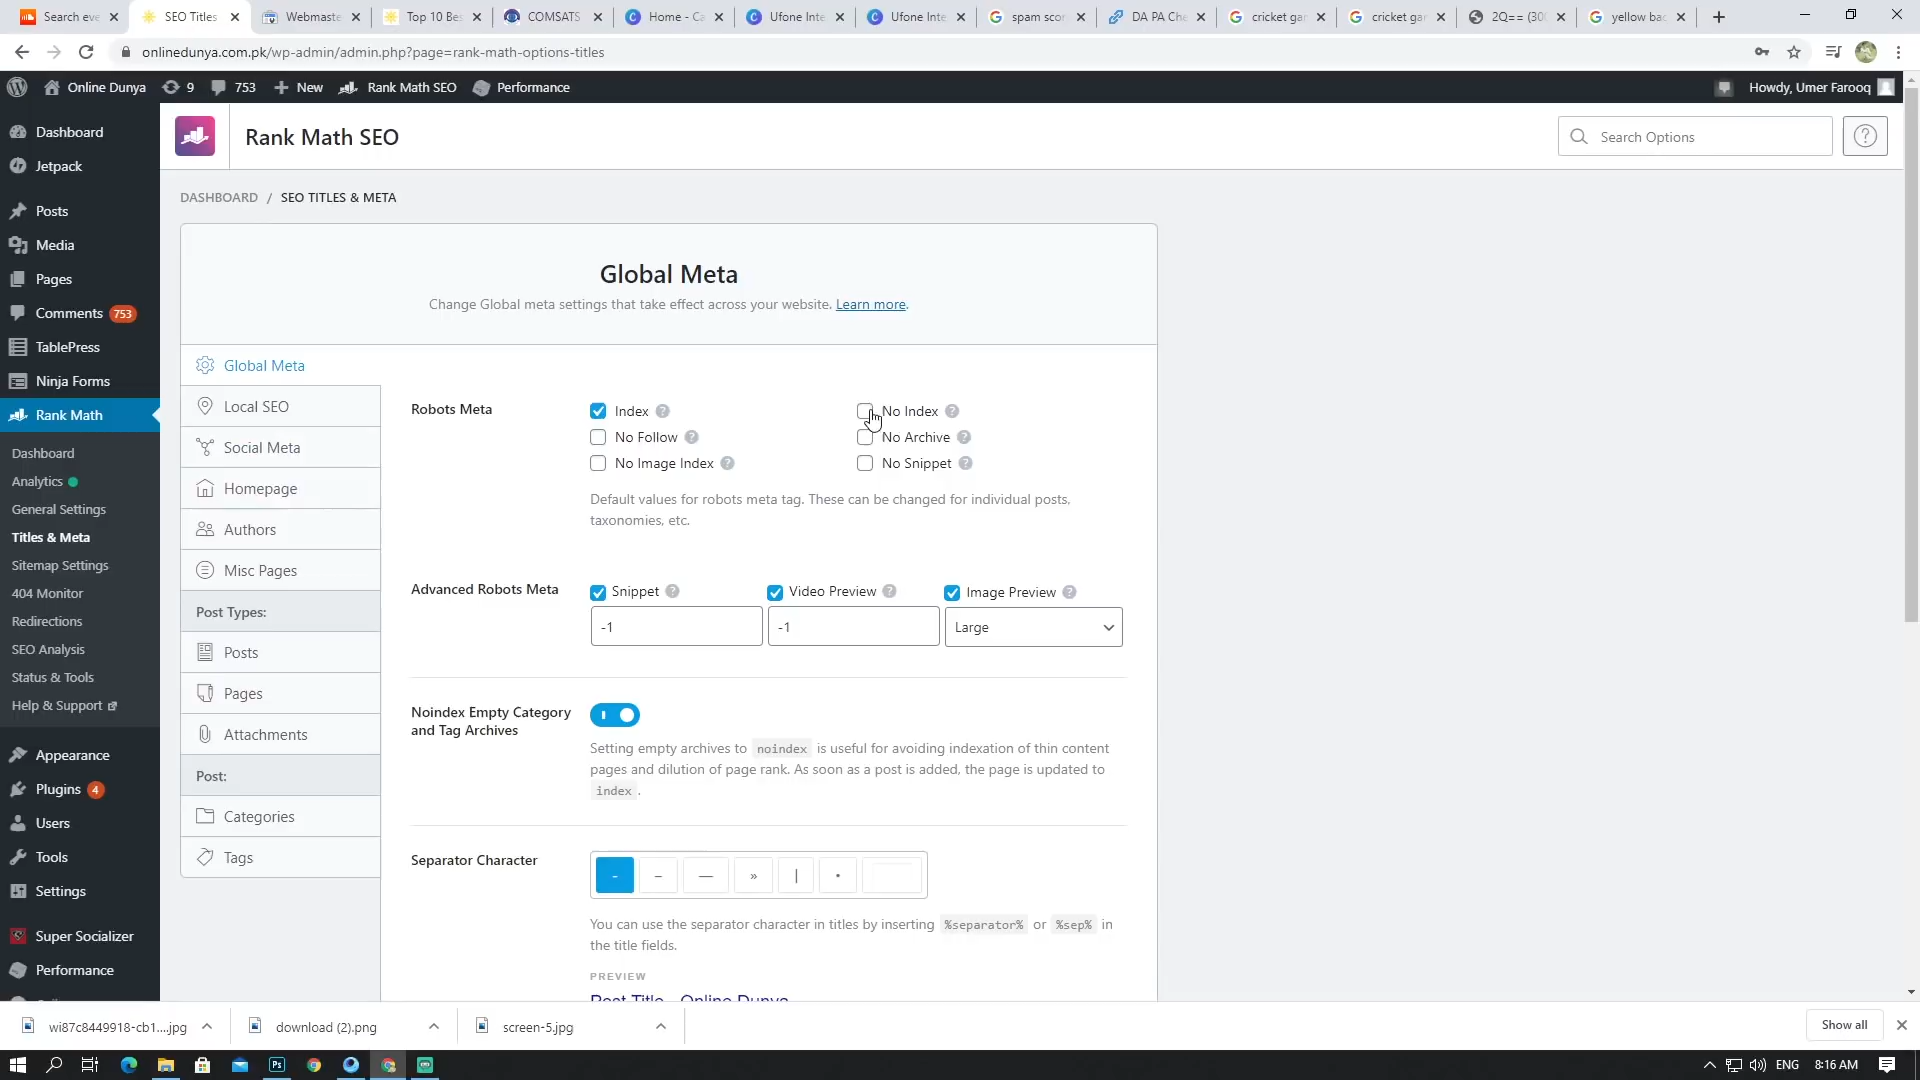 Search eve
SEO Titles
Webmaste
Top 10 Bes
COMSATS
Home - Ca
Ufone Inte
Ufone Inte
spam scor
DA PA Che
cricket gar
cricket gar
2Q== (300
yellow bac
onlinedunya.com.pk/wp-admin/admin.php?page=rank-math-options-titles
Online Dunya 9 753 New Rank Math SEO Performance
Howdy, Umer Farooq
Dashboard
Jetpack
Posts
Media
Pages
Comments 753
TablePress
Ninja Forms
Rank Math
Dashboard
Analytics
General Settings
Titles & Meta
Sitemap Settings
404 Monitor
Redirections
SEO Analysis
Status & Tools
Help & Support
Appearance
Plugins 4
Users
Tools
Settings
Super Socializer
Performance
Rank Math SEO
Search Options
DASHBOARD / SEO TITLES & META
Global Meta
Change Global meta settings that take effect across your website. Learn more.
Global Meta
Local SEO
Social Meta
Homepage
Authors
Misc Pages
Post Types:
Posts
Pages
Attachments
Post:
Categories
Tags
Robots Meta
Index
No Index
No Follow
No Archive
No Image Index
No Snippet
Default values for robots meta tag. These can be changed for individual posts,
taxonomies, etc.
Advanced Robots Meta
Snippet
Video Preview
Image Preview
-1
-1
Large
Noindex Empty Category
and Tag Archives
Setting empty archives to noindex is useful for avoiding indexation of thin content
pages and dilution of page rank. As soon as a post is added, the page is updated to
index .
Separator Character
- – — » | •
You can use the separator character in titles by inserting %separator% or %sep% in
the title fields.
PREVIEW
Post Title - Online Dunya
wi87c8449918-cb1....jpg
download (2).png
screen-5.jpg
Show all
Ps
ENG 8:16 AM